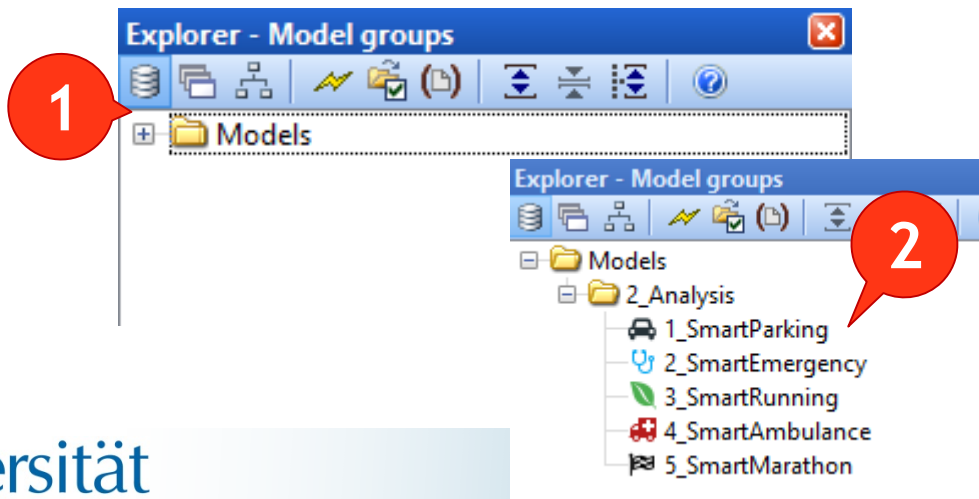 Explorer - Model groups
1
Models
Explorer - Model groups
2
Models
2_Analysis
1_SmartParking
2_SmartEmergency
3_SmartRunning
4_SmartAmbulance
5_SmartMarathon
ersität